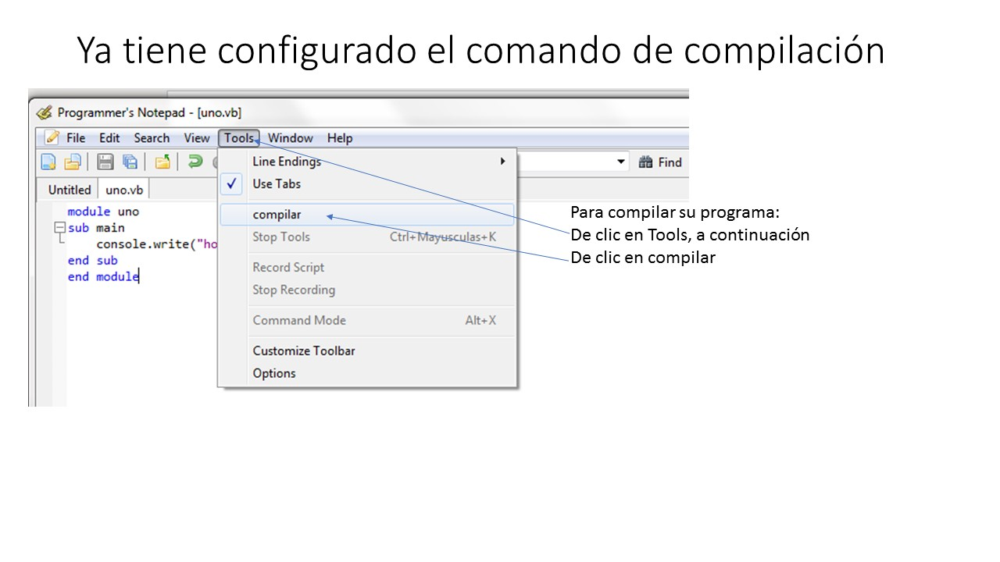 Ya tiene configurado el comando de compilación
Programmer's Notepad - [uno.vb]
File Edit Search View Tools Window Help
Find
Line Endings
Use Tabs
compilar
Stop Tools Ctrl+Mayusculas+K
Record Script
Stop Recording
Command Mode Alt+X
Customize Toolbar
Options
Untitled uno.vb
module uno
sub main
console.write("ho
end sub
end module
Para compilar su programa:
De clic en Tools, a continuación
De clic en compilar